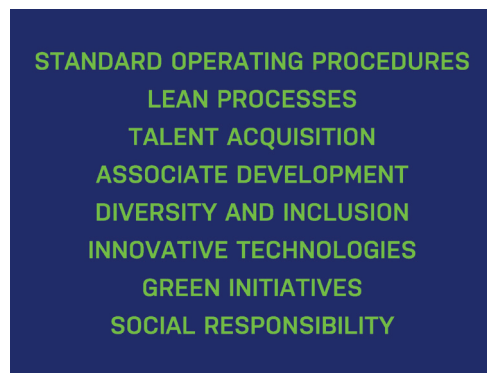 STANDARD OPERATING PROCEDURES
LEAN PROCESSES
TALENT ACQUISITION
ASSOCIATE DEVELOPMENT
DIVERSITY AND INCLUSION
INNOVATIVE TECHNOLOGIES
GREEN INITIATIVES
SOCIAL RESPONSIBILITY